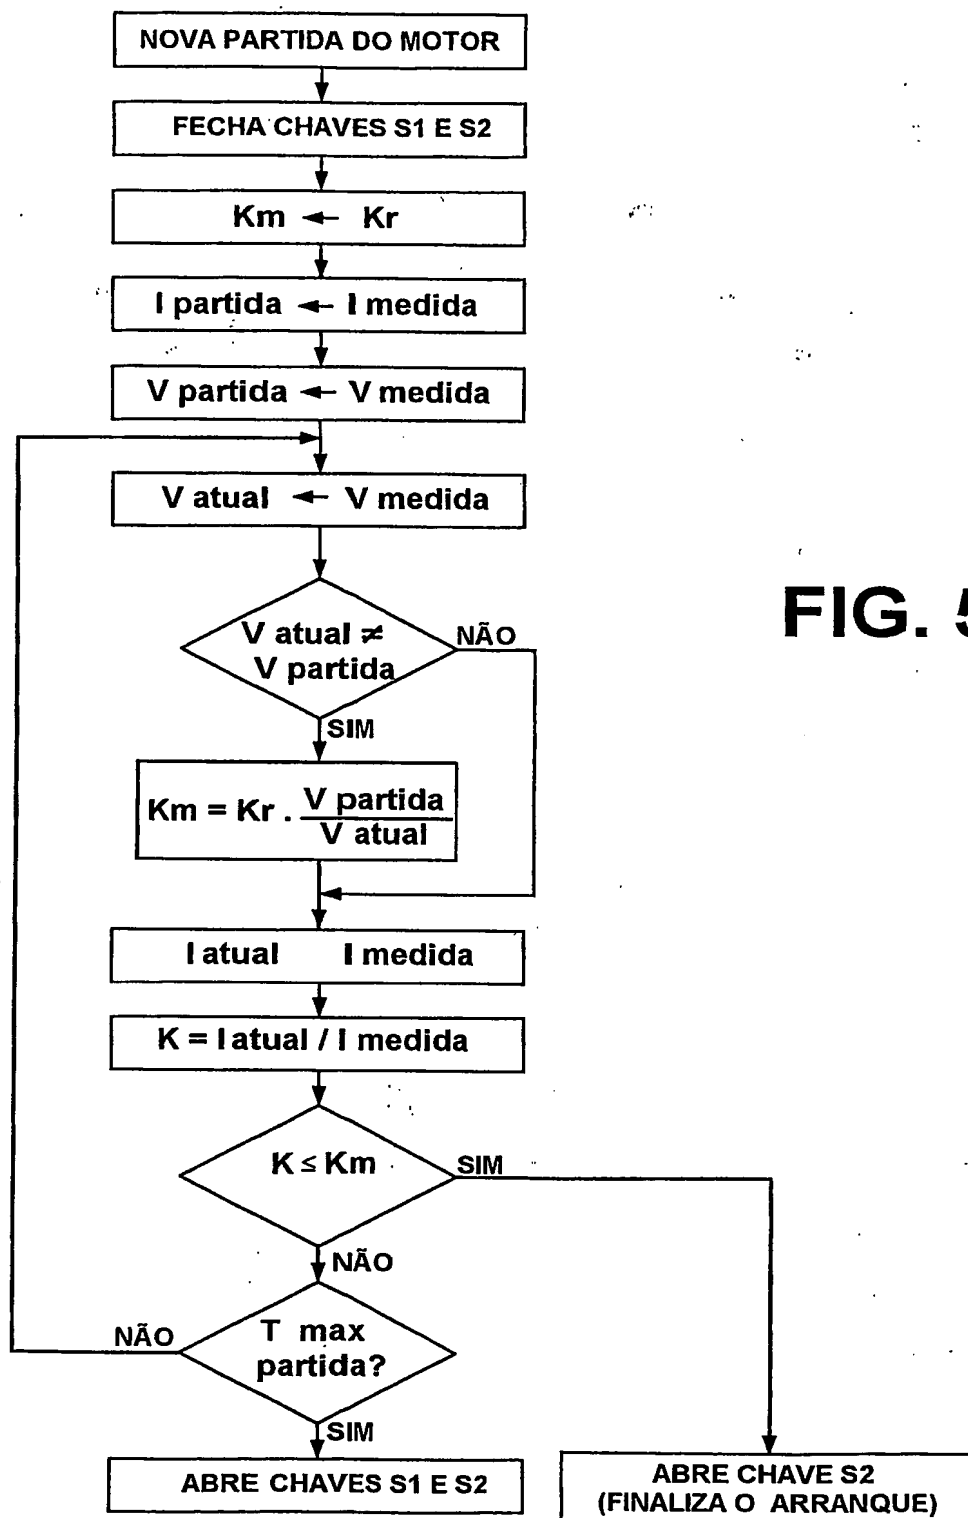 NOVA PARTIDA DO MOTOR
FECHA CHAVES S1 E S2
Km ← Kr
I partida ← I medida
V partida ← V medida
V atual ← V medida
V atual ≠
V partida
NÃO
SIM
Km = Kr . V partida
V atual
I atual I medida
K = I atual / I medida
K ≤ Km
SIM
NÃO
T max
partida?
NÃO
SIM
ABRE CHAVES S1 E S2
ABRE CHAVE S2
(FINALIZA O ARRANQUE)
FIG. 5